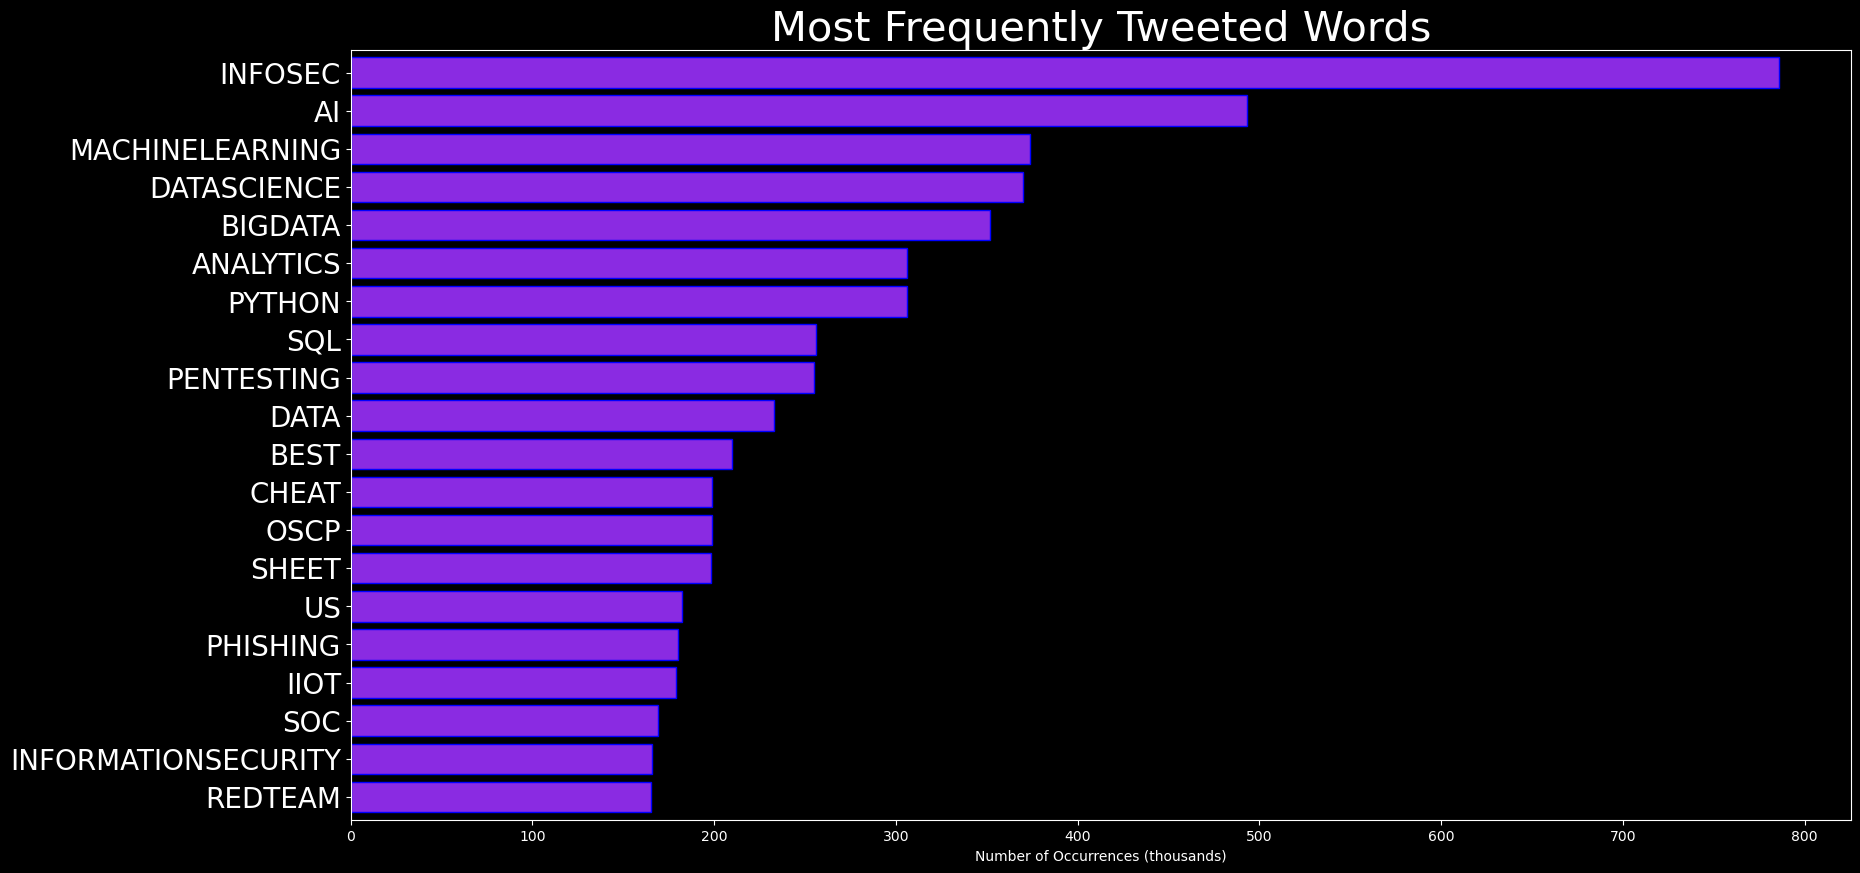 Most Frequently Tweeted Words
INFOSEC
AI
MACHINELEARNING
DATASCIENCE
BIGDATA
ANALYTICS
PYTHON
SQL
PENTESTING
DATA
BEST
CHEAT
OSCP
SHEET
US
PHISHING
IIOT
SOC
INFORMATIONSECURITY
REDTEAM
0 100 200 300 400 500 600 700 800
Number of Occurrences (thousands)